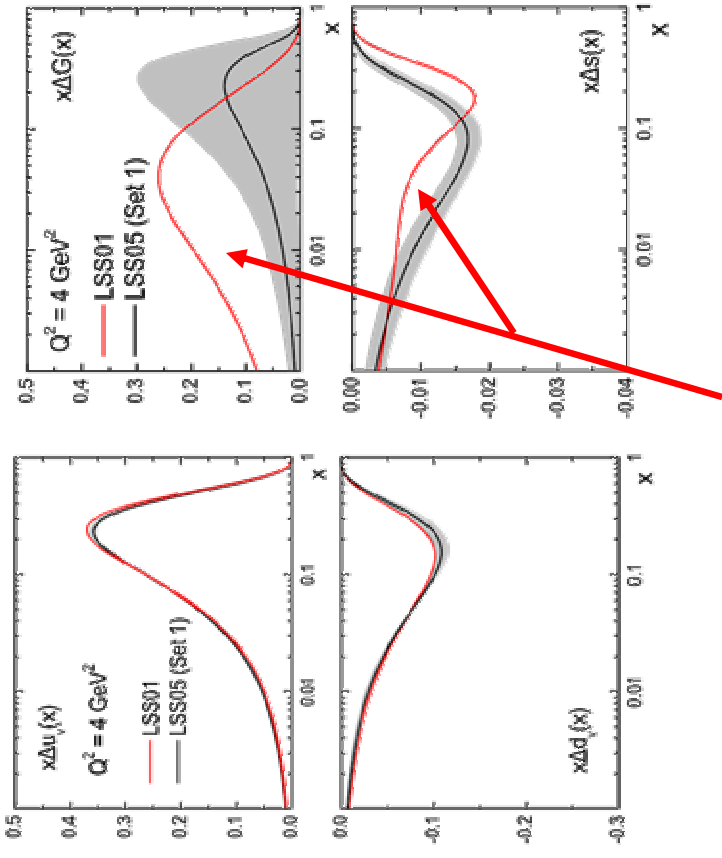 0.5
0.4
0.3
0.2
0.1
0.0
xΔuᵥ(x)
Q² = 4 GeV²
LSS01
LSS05 (Set 1)
0.01
0.1
1
x
0.5
0.4
0.3
0.2
0.1
0.0
xΔG(x)
Q² = 4 GeV²
LSS01
LSS05 (Set 1)
0.01
0.1
1
x
0.0
-0.1
-0.2
-0.3
xΔdᵥ(x)
0.01
0.1
1
x
0.00
-0.01
-0.02
-0.03
-0.04
xΔs(x)
0.01
0.1
1
x